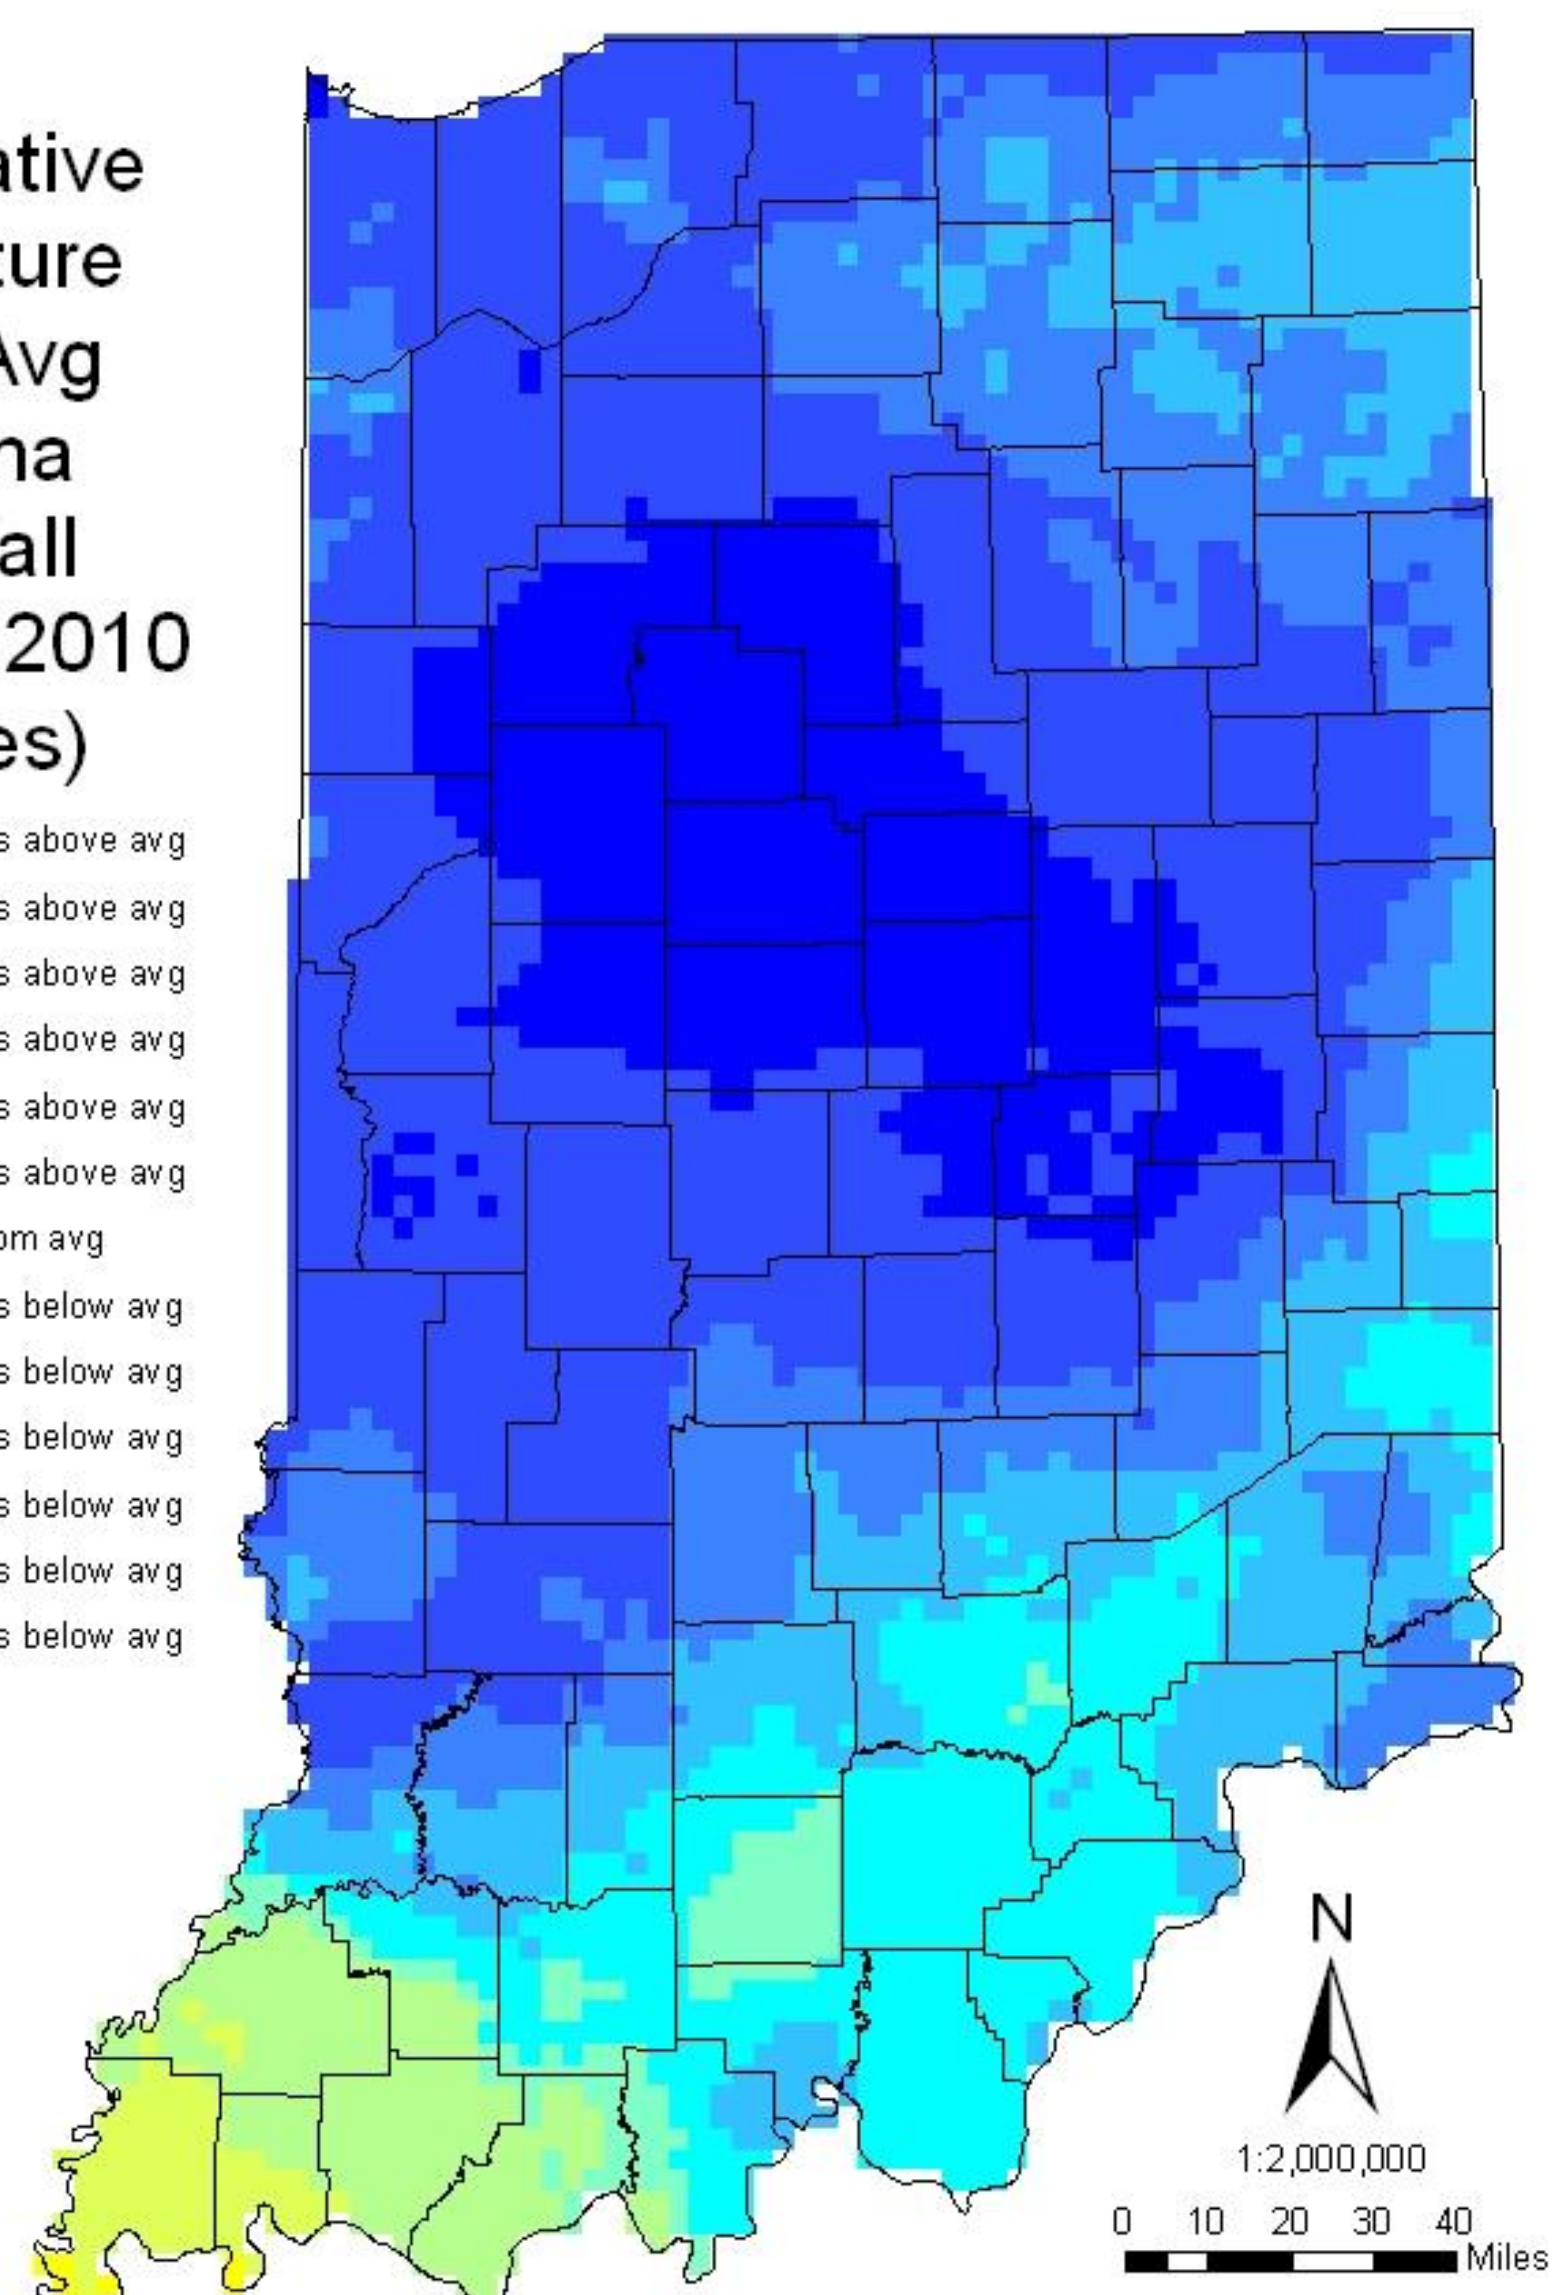 ative
ture
Avg
na
all
2010
es)
s above avg
s above avg
s above avg
s above avg
s above avg
s above avg
om avg
s below avg
s below avg
s below avg
s below avg
s below avg
s below avg
N
1:2,000,000
0 10 20 30 40
Miles